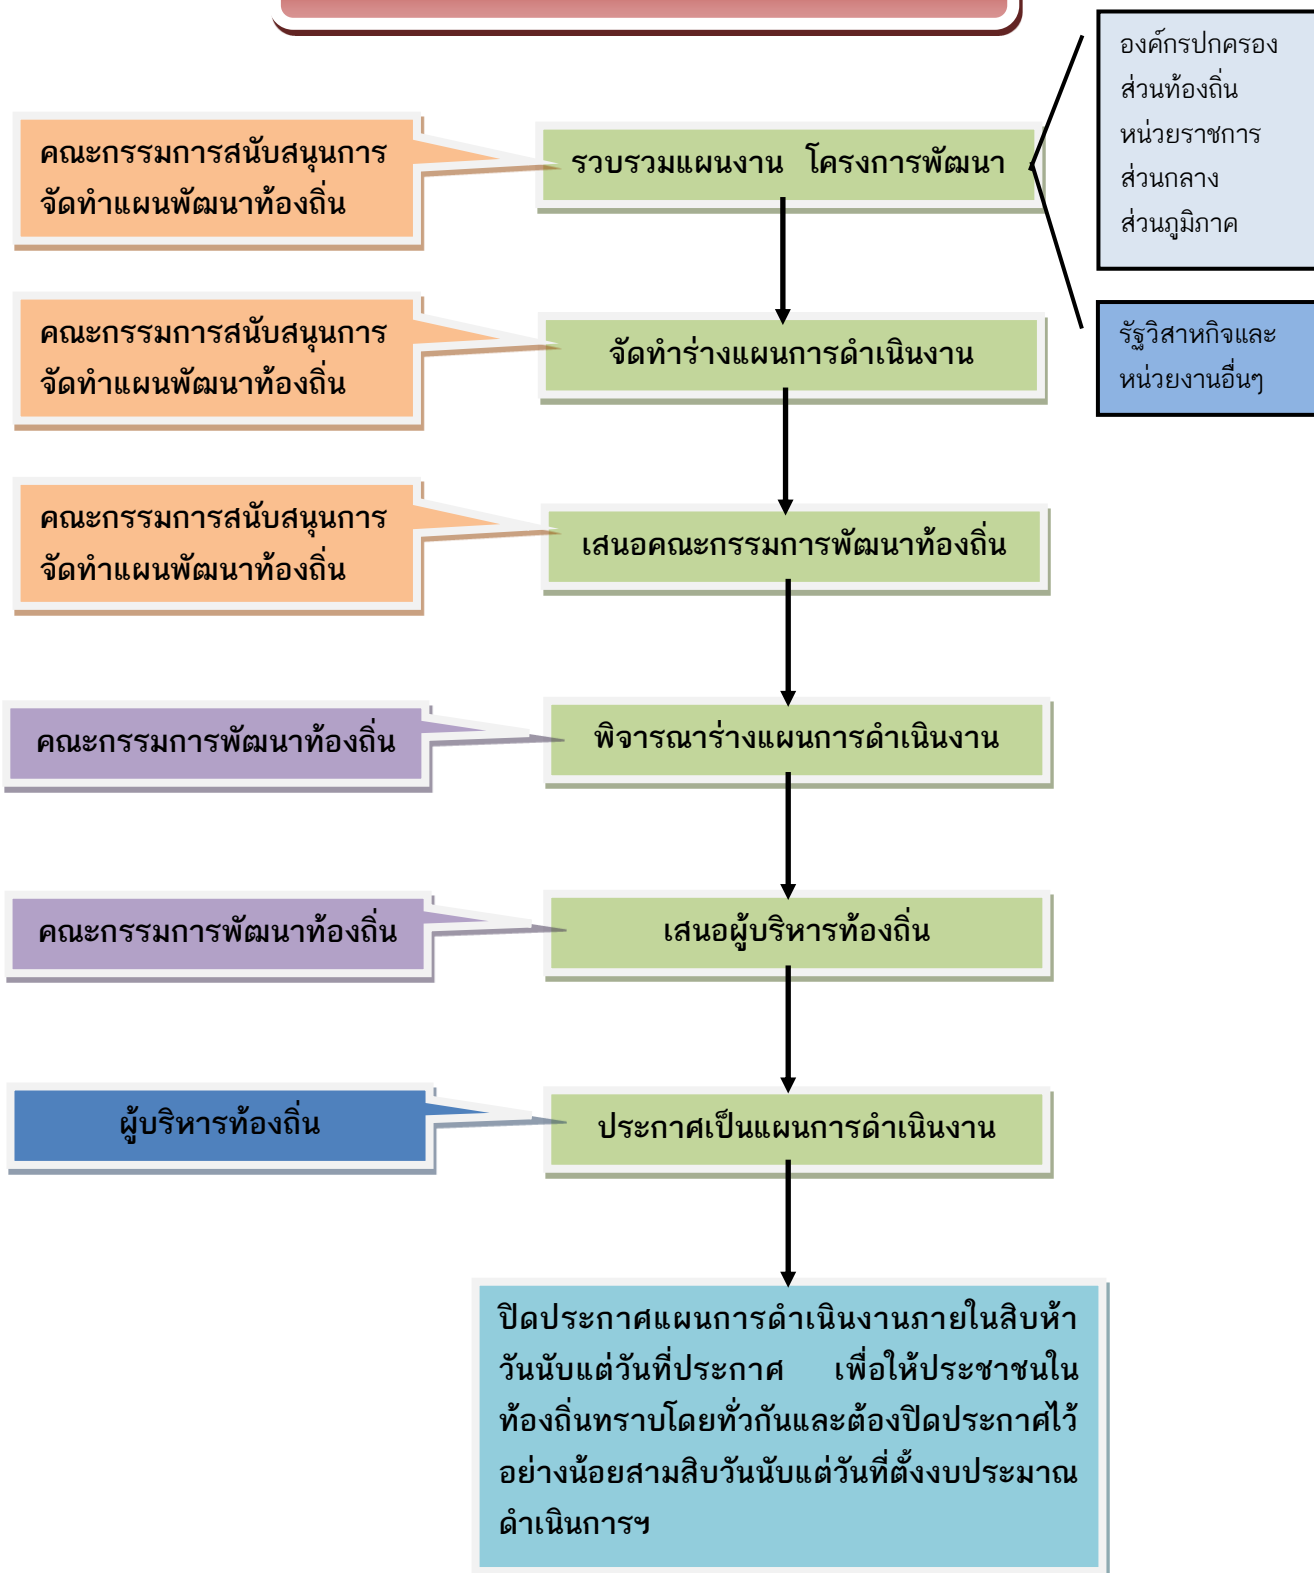 องค์กรปกครอง
ส่วนท้องถิ่น
หน่วยราชการ
ส่วนกลาง
ส่วนภูมิภาค
คณะกรรมการสนับสนุนการ
จัดทำแผนพัฒนาท้องถิ่น
รวบรวมแผนงาน โครงการพัฒนา
รัฐวิสาหกิจและ
หน่วยงานอื่นๆ
คณะกรรมการสนับสนุนการ
จัดทำแผนพัฒนาท้องถิ่น
จัดทำร่างแผนการดำเนินงาน
คณะกรรมการสนับสนุนการ
จัดทำแผนพัฒนาท้องถิ่น
เสนอคณะกรรมการพัฒนาท้องถิ่น
คณะกรรมการพัฒนาท้องถิ่น
พิจารณาร่างแผนการดำเนินงาน
คณะกรรมการพัฒนาท้องถิ่น
เสนอผู้บริหารท้องถิ่น
ผู้บริหารท้องถิ่น
ประกาศเป็นแผนการดำเนินงาน
ปิดประกาศแผนการดำเนินงานภายในสิบห้า
วันนับแต่วันที่ประกาศ เพื่อให้ประชาชนใน
ท้องถิ่นทราบโดยทั่วกันและต้องปิดประกาศไว้
อย่างน้อยสามสิบวันนับแต่วันที่ตั้งงบประมาณ
ดำเนินการฯ